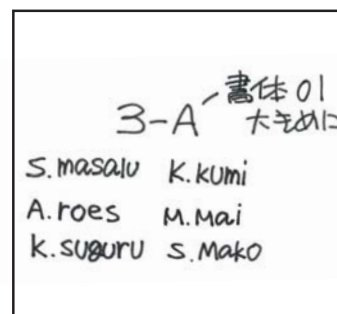 書体01
3-A 大きめに
S.masalu K.kumi
A.roes M.Mai
K.suguru S.Mako